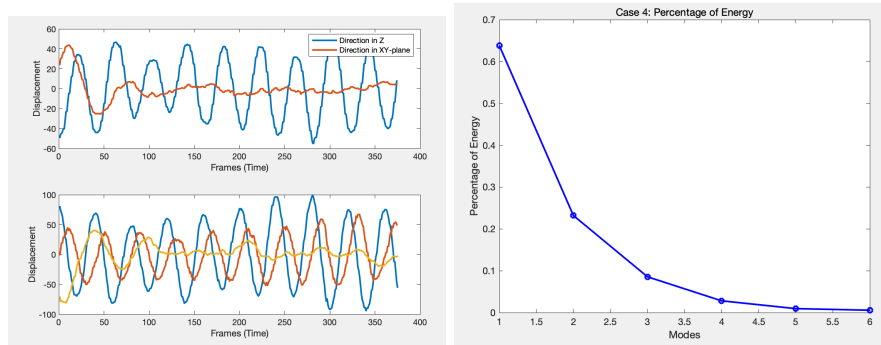 60
40
20
0
-20
-40
-60
Displacement
Direction in Z
Direction in XY-plane
0 50 100 150 200 250 300 350 400
Frames (Time)
100
50
0
-50
-100
Displacement
0 50 100 150 200 250 300 350 400
Frames (Time)
Case 4: Percentage of Energy
0.7
0.6
0.5
0.4
0.3
0.2
0.1
0
Percentage of Energy
1 1.5 2 2.5 3 3.5 4 4.5 5 5.5 6
Modes